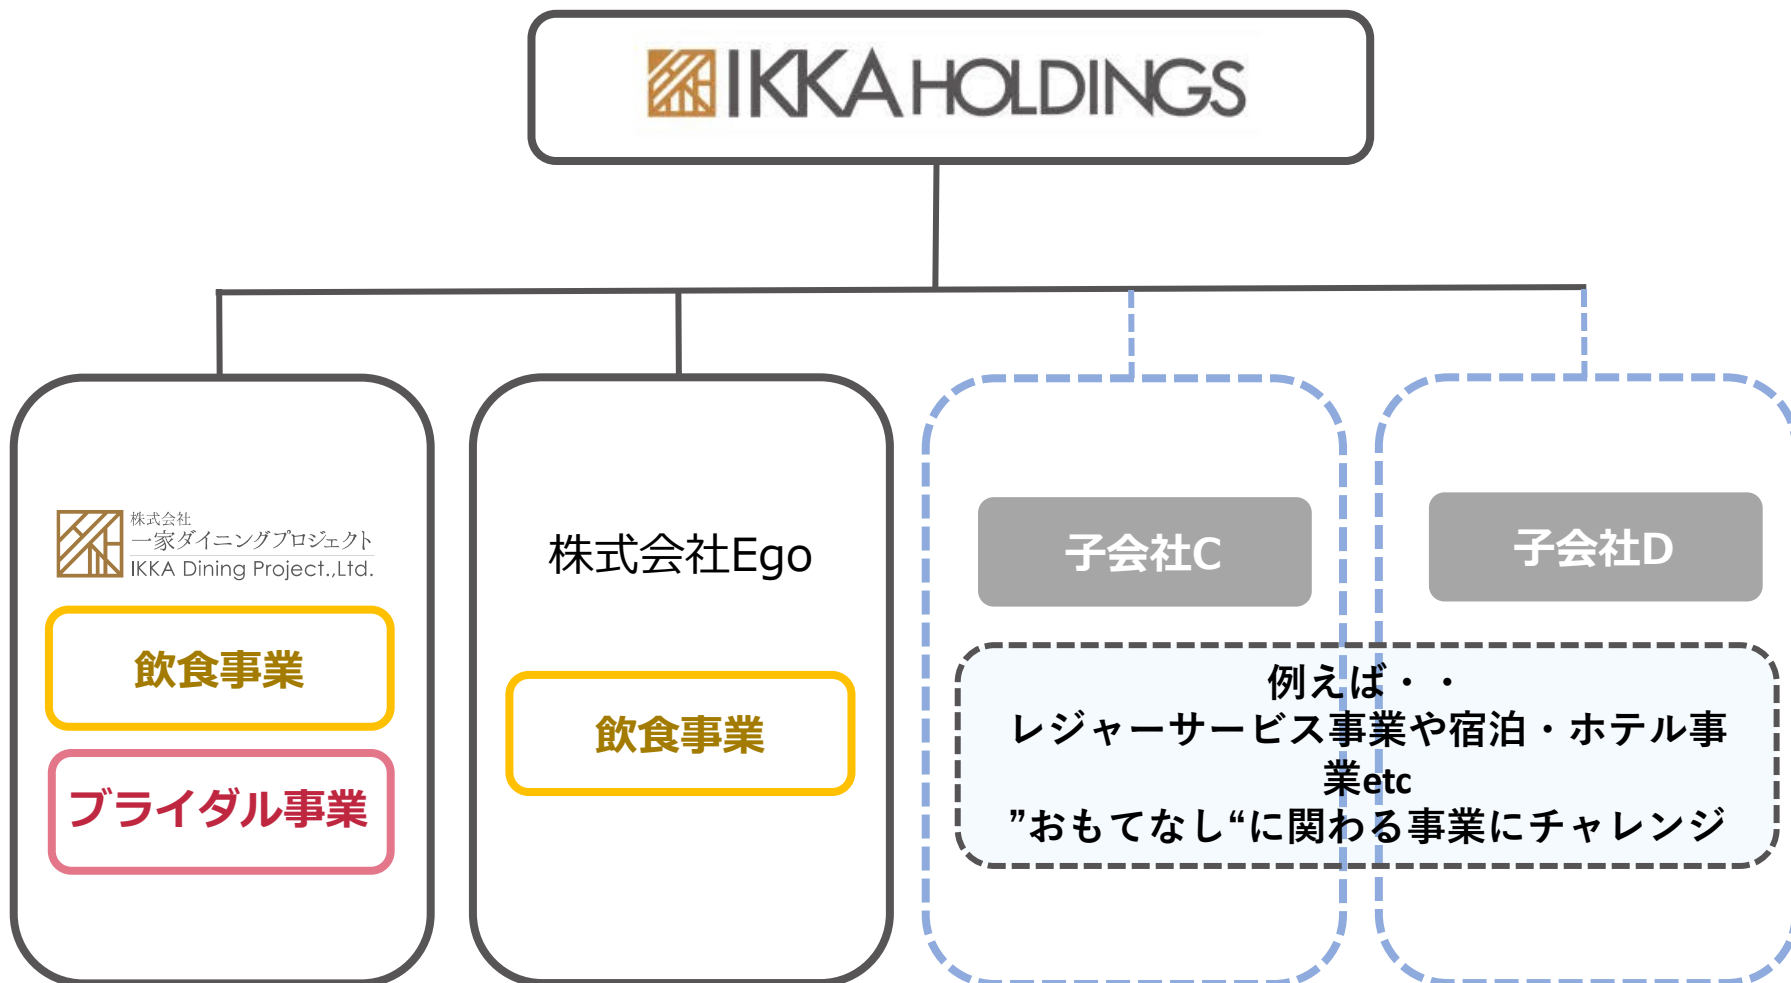 IKKA HOLDINGS
株式会社
一家ダイニングプロジェクト
IKKA Dining Project.,Ltd.
飲食事業
ブライダル事業
株式会社Ego
飲食事業
子会社C
子会社D
例えば・・
レジャーサービス事業や宿泊・ホテル事
業etc
”おもてなし“に関わる事業にチャレンジ